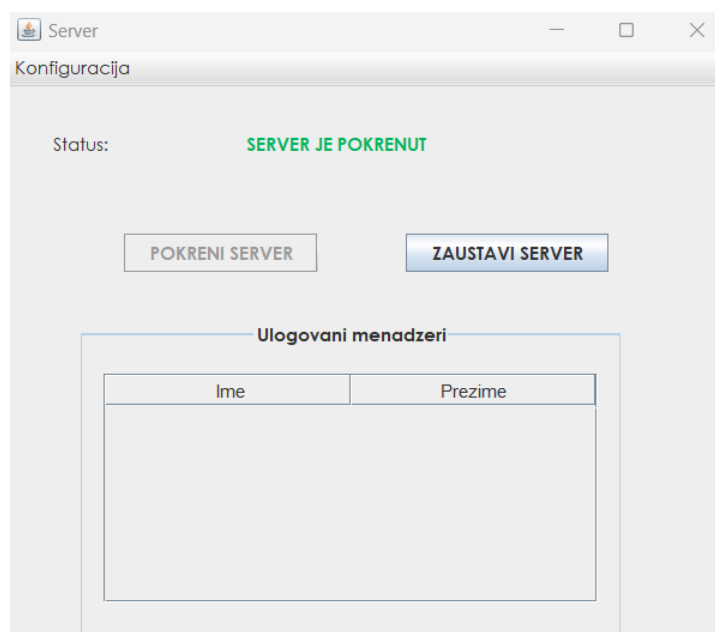 Server
Konfiguracija
Status: SERVER JE POKRENUT
POKRENI SERVER ZAUSTAVI SERVER
Ulogovani menadzeri
Ime Prezime